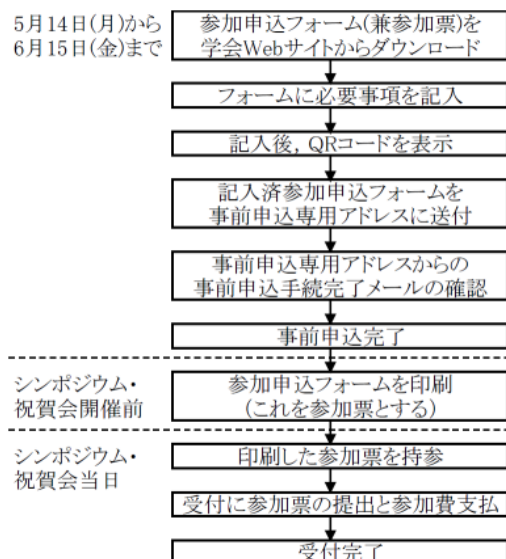 5月14日(月)から
6月15日(金)まで
参加申込フォーム(兼参加票)を
学会Webサイトからダウンロード
フォームに必要事項を記入
記入後, QRコードを表示
記入済参加申込フォームを
事前申込専用アドレスに送付
事前申込専用アドレスからの
事前申込手続完了メールの確認
事前申込完了
シンポジウム・
祝賀会開催前
参加申込フォームを印刷
(これを参加票とする)
シンポジウム・
祝賀会当日
印刷した参加票を持参
受付に参加票の提出と参加費支払
受付完了